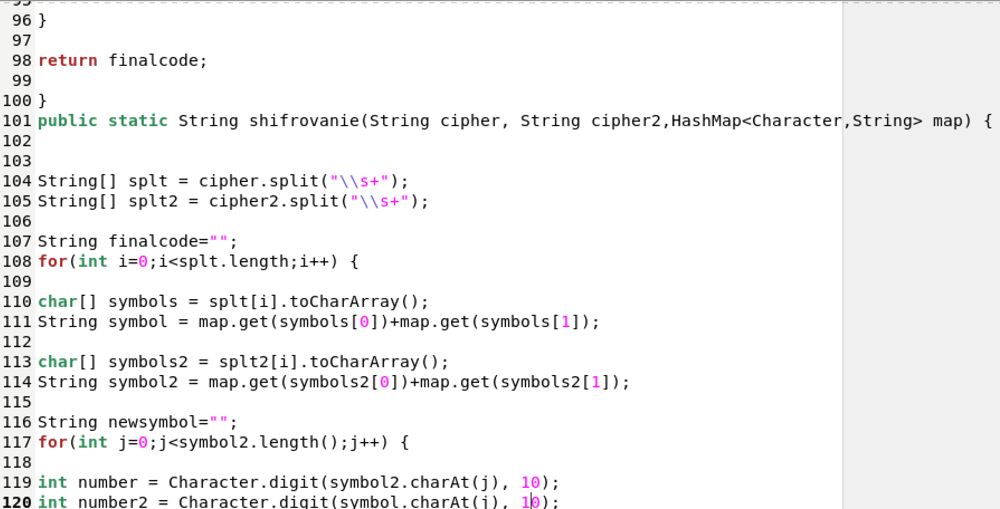 96 }
97
98 return finalcode;
99
100 }
101 public static String shifrovanie(String cipher, String cipher2,HashMap<Character,String> map) {
102
103
104 String[] splt = cipher.split("\\s+");
105 String[] splt2 = cipher2.split("\\s+");
106
107 String finalcode="";
108 for(int i=0;i<splt.length;i++) {
109
110 char[] symbols = splt[i].toCharArray();
111 String symbol = map.get(symbols[0])+map.get(symbols[1]);
112
113 char[] symbols2 = splt2[i].toCharArray();
114 String symbol2 = map.get(symbols2[0])+map.get(symbols2[1]);
115
116 String newsymbol="";
117 for(int j=0;j<symbol2.length();j++) {
118
119 int number = Character.digit(symbol2.charAt(j), 10);
120 int number2 = Character.digit(symbol.charAt(j), 10);